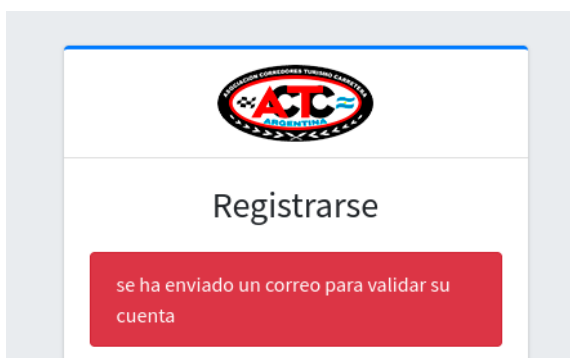 ASOCIACION CORREDORES TURISMO CARRETERA
ACTC
ARGENTINA
Registrarse
se ha enviado un correo para validar su
cuenta